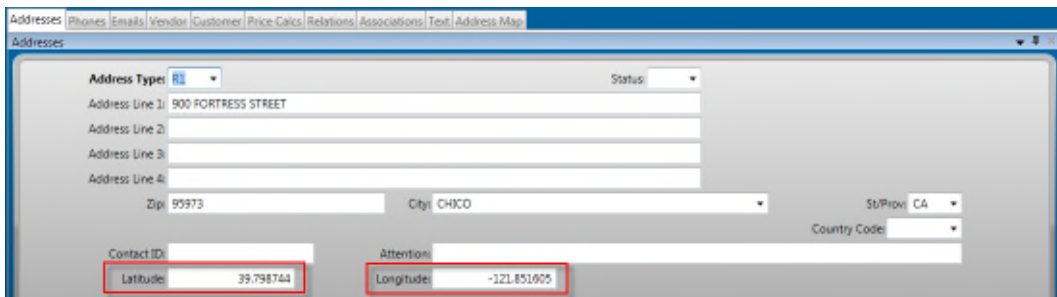 Addresses Phones Emails Vendor Customer Price Calcs Relations Associations Text Address Map
Addresses
Address Type: R1 Status:
Address Line 1: 900 FORTRESS STREET
Address Line 2:
Address Line 3:
Address Line 4:
Zip: 95973 City: CHICO St/Prov: CA
Country Code:
Contact ID: Attention:
Latitude: 39.798744 Longitude: -121.851605